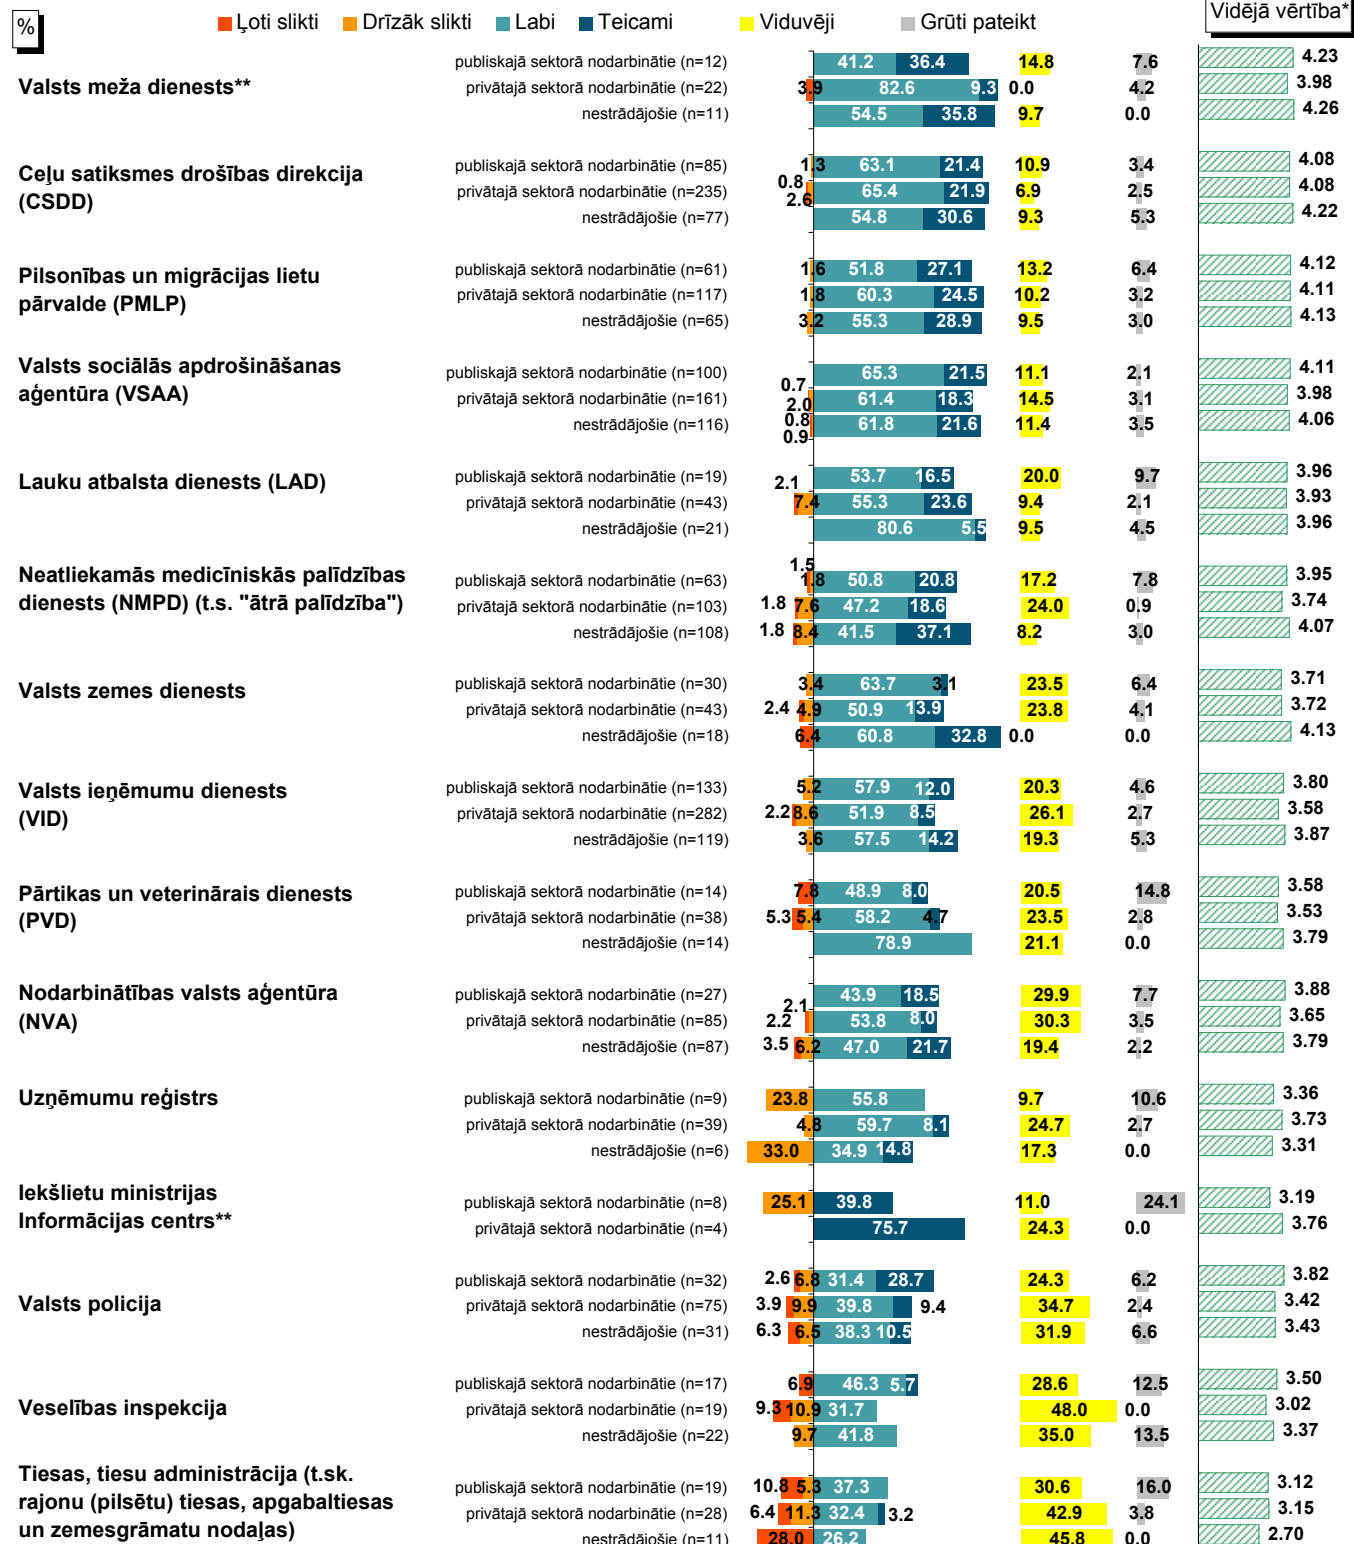 %
Ļoti slikti Drīzāk slikti Labi Teicami Viduvēji Grūti pateikt
Vidējā vērtība*
Valsts meža dienests**
publiskajā sektorā nodarbinātie (n=12) 41.2 36.4 14.8 7.6 4.23
privātajā sektorā nodarbinātie (n=22) 3.9 82.6 9.3 0.0 4.2 3.98
nestrādājošie (n=11) 54.5 35.8 9.7 0.0 4.26
Ceļu satiksmes drošības direkcija
(CSDD)
publiskajā sektorā nodarbinātie (n=85) 1.3 63.1 21.4 10.9 3.4 4.08
privātajā sektorā nodarbinātie (n=235) 0.8 2.6 65.4 21.9 6.9 2.5 4.08
nestrādājošie (n=77) 54.8 30.6 9.3 5.3 4.22
Pilsonības un migrācijas lietu
pārvalde (PMLP)
publiskajā sektorā nodarbinātie (n=61) 1.6 51.8 27.1 13.2 6.4 4.12
privātajā sektorā nodarbinātie (n=117) 1.8 60.3 24.5 10.2 3.2 4.11
nestrādājošie (n=65) 3.2 55.3 28.9 9.5 3.0 4.13
Valsts sociālās apdrošināšanas
aģentūra (VSAA)
publiskajā sektorā nodarbinātie (n=100) 65.3 21.5 11.1 2.1 4.11
privātajā sektorā nodarbinātie (n=161) 0.7 2.0 61.4 18.3 14.5 3.1 3.98
nestrādājošie (n=116) 0.8 0.9 61.8 21.6 11.4 3.5 4.06
Lauku atbalsta dienests (LAD)
publiskajā sektorā nodarbinātie (n=19) 53.7 16.5 20.0 9.7 3.96
privātajā sektorā nodarbinātie (n=43) 2.1 7.4 55.3 23.6 9.4 2.1 3.93
nestrādājošie (n=21) 80.6 5.5 9.5 4.5 3.96
Neatliekamās medicīniskās palīdzības
dienests (NMPD) (t.s. "ātrā palīdzība")
publiskajā sektorā nodarbinātie (n=63) 1.5 1.8 50.8 20.8 17.2 7.8 3.95
privātajā sektorā nodarbinātie (n=103) 1.8 7.6 47.2 18.6 24.0 0.9 3.74
nestrādājošie (n=108) 1.8 8.4 41.5 37.1 8.2 3.0 4.07
Valsts zemes dienests
publiskajā sektorā nodarbinātie (n=30) 3.4 63.7 3.1 23.5 6.4 3.71
privātajā sektorā nodarbinātie (n=43) 2.4 4.9 50.9 13.9 23.8 4.1 3.72
nestrādājošie (n=18) 6.4 60.8 32.8 0.0 0.0 4.13
Valsts ieņēmumu dienests
(VID)
publiskajā sektorā nodarbinātie (n=133) 5.2 57.9 12.0 20.3 4.6 3.80
privātajā sektorā nodarbinātie (n=282) 2.2 8.6 51.9 8.5 26.1 2.7 3.58
nestrādājošie (n=119) 3.6 57.5 14.2 19.3 5.3 3.87
Pārtikas un veterinārais dienests
(PVD)
publiskajā sektorā nodarbinātie (n=14) 7.8 48.9 8.0 20.5 14.8 3.58
privātajā sektorā nodarbinātie (n=38) 5.3 5.4 58.2 4.7 23.5 2.8 3.53
nestrādājošie (n=14) 78.9 21.1 0.0 3.79
Nodarbinātības valsts aģentūra
(NVA)
publiskajā sektorā nodarbinātie (n=27) 43.9 18.5 29.9 7.7 3.88
privātajā sektorā nodarbinātie (n=85) 2.1 2.2 53.8 8.0 30.3 3.5 3.65
nestrādājošie (n=87) 3.5 6.2 47.0 21.7 19.4 2.2 3.79
Uzņēmumu reģistrs
publiskajā sektorā nodarbinātie (n=9) 23.8 55.8 9.7 10.6 3.36
privātajā sektorā nodarbinātie (n=39) 4.8 59.7 8.1 24.7 2.7 3.73
nestrādājošie (n=6) 33.0 34.9 14.8 17.3 0.0 3.31
Iekšlietu ministrijas
Informācijas centrs**
publiskajā sektorā nodarbinātie (n=8) 25.1 39.8 11.0 24.1 3.19
privātajā sektorā nodarbinātie (n=4) 75.7 24.3 0.0 3.76
Valsts policija
publiskajā sektorā nodarbinātie (n=32) 2.6 6.8 31.4 28.7 24.3 6.2 3.82
privātajā sektorā nodarbinātie (n=75) 3.9 9.9 39.8 9.4 34.7 2.4 3.42
nestrādājošie (n=31) 6.3 6.5 38.3 10.5 31.9 6.6 3.43
Veselības inspekcija
publiskajā sektorā nodarbinātie (n=17) 6.9 46.3 5.7 28.6 12.5 3.50
privātajā sektorā nodarbinātie (n=19) 9.3 10.9 31.7 48.0 0.0 3.02
nestrādājošie (n=22) 9.7 41.8 35.0 13.5 3.37
Tiesas, tiesu administrācija (t.sk.
rajonu (pilsētu) tiesas, apgabaltiesas
un zemesgrāmatu nodaļas)
publiskajā sektorā nodarbinātie (n=19) 10.8 5.3 37.3 30.6 16.0 3.12
privātajā sektorā nodarbinātie (n=28) 6.4 11.3 32.4 3.2 42.9 3.8 3.15
nestrādājošie (n=11) 28.0 26.2 45.8 0.0 2.70